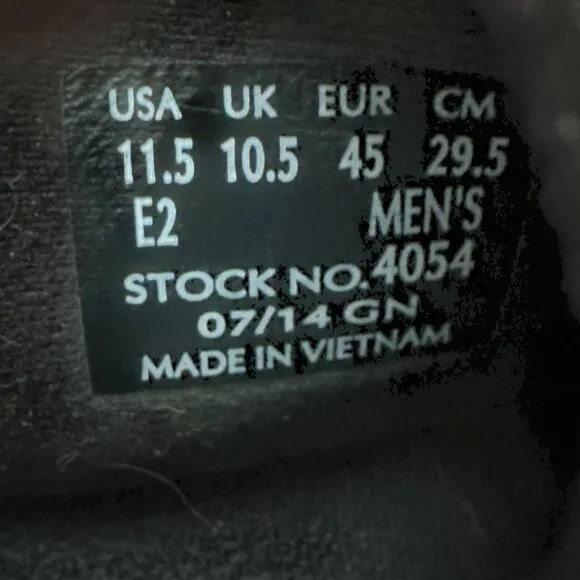 USA UK EUR CM
11.5 10.5 45 29.5
E2 MEN'S
STOCK NO. 4054
07/14 GN
MADE IN VIETNAM